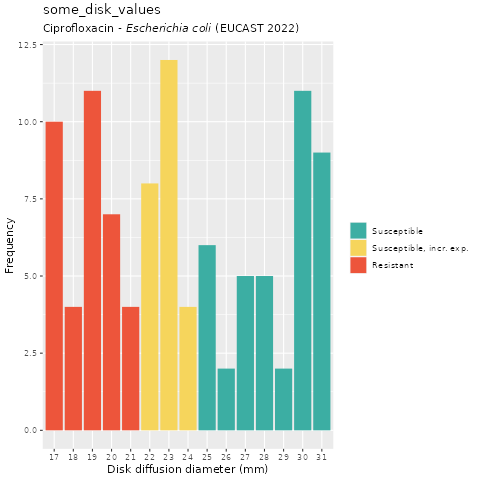 some_disk_values
Ciprofloxacin - Escherichia coli (EUCAST 2022)
12.5
10.0
7.5
5.0
2.5
0.0
Frequency
17 18 19 20 21 22 23 24 25 26 27 28 29 30 31
Disk diffusion diameter (mm)
Susceptible
Susceptible, incr. exp.
Resistant